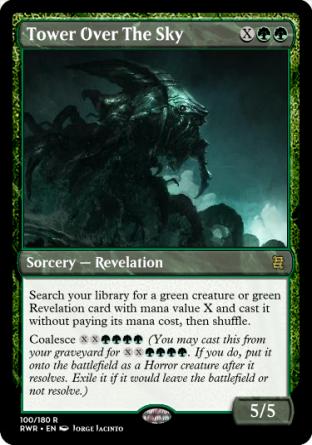 Tower Over The Sky X
Sorcery — Revelation
Search your library for a green creature or green
Revelation card with mana value X and cast it
without paying its mana cost, then shuffle.
Coalesce X X (You may cast this from
your graveyard for X X . If you do, put it
onto the battlefield as a Horror creature after it
resolves. Exile it if it would leave the battlefield
or not resolve.)
5/5
100/180 R
RWR • EN Jorge Jacinto